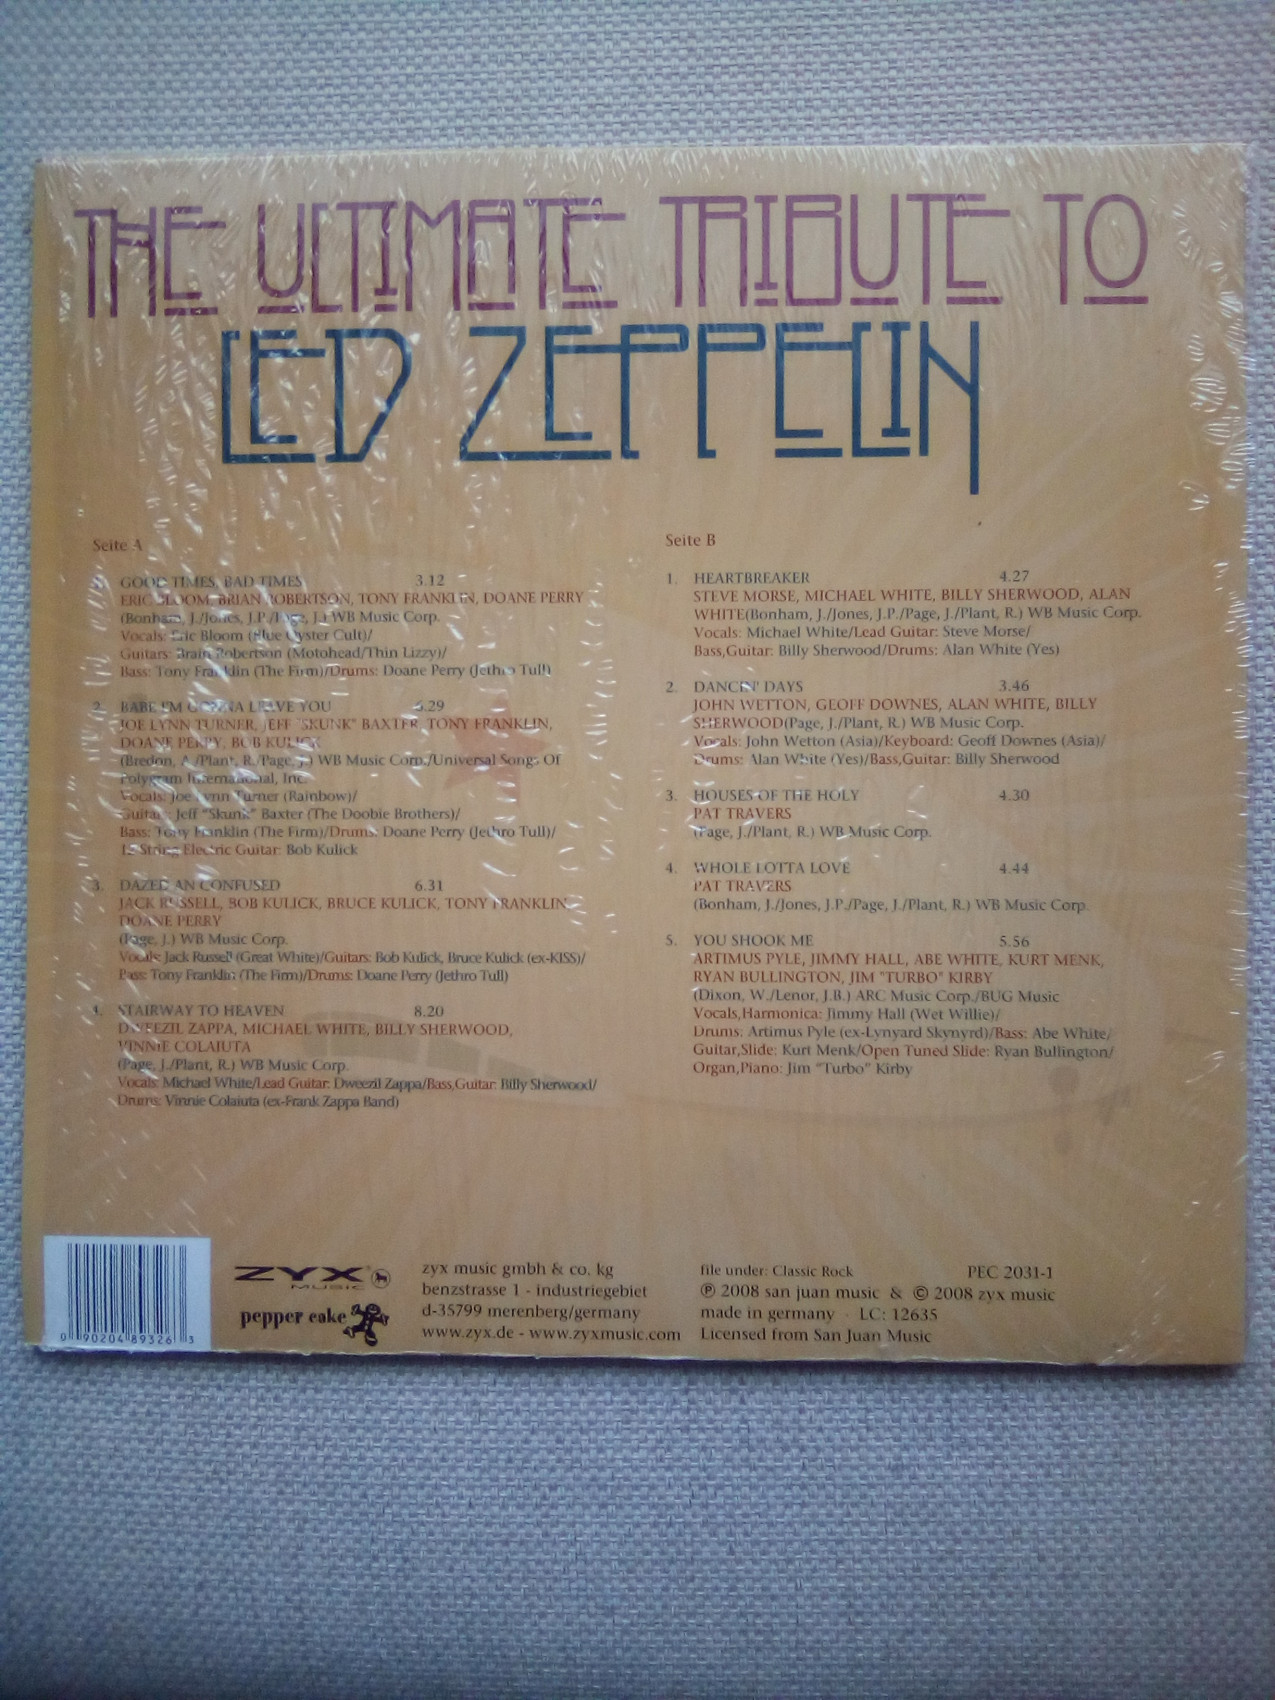 THE ULTIMATE TRIBUTE TO
LED ZEPPELIN
Seite A
GOOD TIMES, BAD TIMES 3.12
ERIC BLOOM, BRIAN ROBERTSON, TONY FRANKLIN, DOANE PERRY
(Bonham, J./Jones, J.P./Page, J.) WB Music Corp.
Vocals: Eric Bloom (Blue Oyster Cult)/
Guitars: Brain Robertson (Motohead/Thin Lizzy)/
Bass: Tony Franklin (The Firm)/Drums: Doane Perry (Jethro Tull)
2. BABE I'M GONNA LEAVE YOU 6.29
JOE LYNN TURNER, JEFF "SKUNK" BAXTER, TONY FRANKLIN,
DOANE PERRY, BOB KULICK
(Bredon, A./Plant, R./Page, J.) WB Music Corp./Universal Songs Of
Polygram International, Inc.
Vocals: Joe Lynn Turner (Rainbow)/
Guitar: Jeff "Skunk" Baxter (The Doobie Brothers)/
Bass: Tony Franklin (The Firm)/Drums: Doane Perry (Jethro Tull)/
12 String Electric Guitar: Bob Kulick
3. DAZED AN CONFUSED 6.31
JACK RUSSELL, BOB KULICK, BRUCE KULICK, TONY FRANKLIN,
DOANE PERRY
(Page, J.) WB Music Corp.
Vocals: Jack Russell (Great White)/Guitars: Bob Kulick, Bruce Kulick (ex-KISS)/
Bass: Tony Franklin (The Firm)/Drums: Doane Perry (Jethro Tull)
4. STAIRWAY TO HEAVEN 8.20
DWEEZIL ZAPPA, MICHAEL WHITE, BILLY SHERWOOD,
VINNIE COLAIUTA
(Page, J./Plant, R.) WB Music Corp.
Vocals: Michael White/Lead Guitar: Dweezil Zappa/Bass,Guitar: Billy Sherwood/
Drums: Vinnie Colaiuta (ex-Frank Zappa Band)
Seite B
1. HEARTBREAKER 4.27
STEVE MORSE, MICHAEL WHITE, BILLY SHERWOOD, ALAN
WHITE(Bonham, J./Jones, J.P./Page, J./Plant, R.) WB Music Corp.
Vocals: Michael White/Lead Guitar: Steve Morse/
Bass,Guitar: Billy Sherwood/Drums: Alan White (Yes)
2. DANCIN' DAYS 3.46
JOHN WETTON, GEOFF DOWNES, ALAN WHITE, BILLY
SHERWOOD(Page, J./Plant, R.) WB Music Corp.
Vocals: John Wetton (Asia)/Keyboard: Geoff Downes (Asia)/
Drums: Alan White (Yes)/Bass,Guitar: Billy Sherwood
3. HOUSES OF THE HOLY 4.30
PAT TRAVERS
(Page, J./Plant, R.) WB Music Corp.
4. WHOLE LOTTA LOVE 4.44
PAT TRAVERS
(Bonham, J./Jones, J.P./Page, J./Plant, R.) WB Music Corp.
5. YOU SHOOK ME 5.56
ARTIMUS PYLE, JIMMY HALL, ABE WHITE, KURT MENK,
RYAN BULLINGTON, JIM "TURBO" KIRBY
(Dixon, W./Lenor, J.B.) ARC Music Corp./BUG Music
Vocals,Harmonica: Jimmy Hall (Wet Willie)/
Drums: Artimus Pyle (ex-Lynyard Skynyrd)/Bass: Abe White/
Guitar,Slide: Kurt Menk/Open Tuned Slide: Ryan Bullington/
Organ,Piano: Jim "Turbo" Kirby
0 90204 89326 3
ZYX ®
MUSIC
pepper cake
zyx music gmbh & co. kg
benzstrasse 1 - industriegebiet
d-35799 merenberg/germany
www.zyx.de - www.zyxmusic.com
file under: Classic Rock PEC 2031-1
℗ 2008 san juan music & © 2008 zyx music
made in germany · LC: 12635
Licensed from San Juan Music